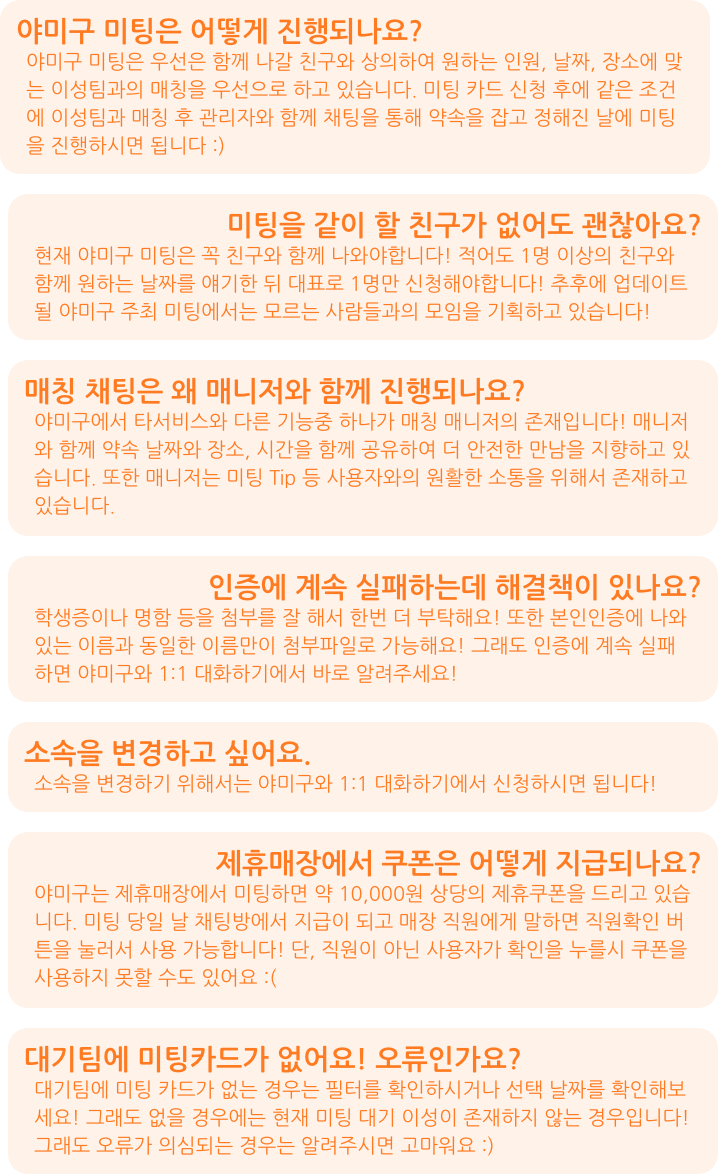 야미구 미팅은 어떻게 진행되나요?
야미구 미팅은 우선은 함께 나갈 친구와 상의하여 원하는 인원, 날짜, 장소에 맞
는 이성팀과의 매칭을 우선으로 하고 있습니다. 미팅 카드 신청 후에 같은 조건
에 이성팀과 매칭 후 관리자와 함께 채팅을 통해 약속을 잡고 정해진 날에 미팅
을 진행하시면 됩니다 :)
미팅을 같이 할 친구가 없어도 괜찮아요?
현재 야미구 미팅은 꼭 친구와 함께 나와야합니다! 적어도 1명 이상의 친구와
함께 원하는 날짜를 얘기한 뒤 대표로 1명만 신청해야합니다! 추후에 업데이트
될 야미구 주최 미팅에서는 모르는 사람들과의 모임을 기획하고 있습니다!
매칭 채팅은 왜 매니저와 함께 진행되나요?
야미구에서 타서비스와 다른 기능중 하나가 매칭 매니저의 존재입니다! 매니저
와 함께 약속 날짜와 장소, 시간을 함께 공유하여 더 안전한 만남을 지향하고 있
습니다. 또한 매니저는 미팅 Tip 등 사용자와의 원활한 소통을 위해서 존재하고
있습니다.
인증에 계속 실패하는데 해결책이 있나요?
학생증이나 명함 등을 첨부를 잘 해서 한번 더 부탁해요! 또한 본인인증에 나와
있는 이름과 동일한 이름만이 첨부파일로 가능해요! 그래도 인증에 계속 실패
하면 야미구와 1:1 대화하기에서 바로 알려주세요!
소속을 변경하고 싶어요.
소속을 변경하기 위해서는 야미구와 1:1 대화하기에서 신청하시면 됩니다!
제휴매장에서 쿠폰은 어떻게 지급되나요?
야미구는 제휴매장에서 미팅하면 약 10,000원 상당의 제휴쿠폰을 드리고 있습
니다. 미팅 당일 날 채팅방에서 지급이 되고 매장 직원에게 말하면 직원확인 버
튼을 눌러서 사용 가능합니다! 단, 직원이 아닌 사용자가 확인을 누를시 쿠폰을
사용하지 못할 수도 있어요 :(
대기팀에 미팅카드가 없어요! 오류인가요?
대기팀에 미팅 카드가 없는 경우는 필터를 확인하시거나 선택 날짜를 확인해보
세요! 그래도 없을 경우에는 현재 미팅 대기 이성이 존재하지 않는 경우입니다!
그래도 오류가 의심되는 경우는 알려주시면 고마워요 :)